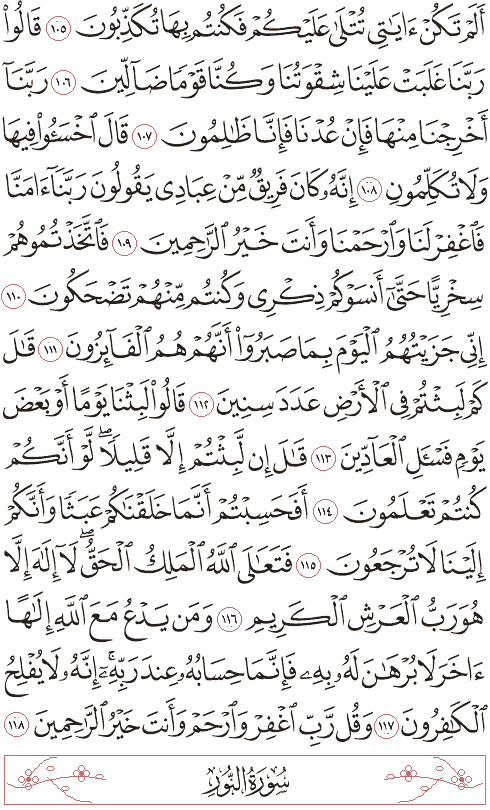 أَلَمۡ تَكُنۡ ءَايَٰتِي تُتۡلَىٰ عَلَيۡكُمۡ فَكُنتُم بِهَا تُكَذِّبُونَ ١٠٥ قَالُواْ
رَبَّنَا غَلَبَتۡ عَلَيۡنَا شِقۡوَتُنَا وَكُنَّا قَوۡمٗا ضَآلِّينَ ١٠٦ رَبَّنَآ
أَخۡرِجۡنَا مِنۡهَا فَإِنۡ عُدۡنَا فَإِنَّا ظَٰلِمُونَ ١٠٧ قَالَ ٱخۡسَـُٔواْ فِيهَا
وَلَا تُكَلِّمُونِ ١٠٨ إِنَّهُۥ كَانَ فَرِيقٞ مِّنۡ عِبَادِي يَقُولُونَ رَبَّنَآ ءَامَنَّا
فَٱغۡفِرۡ لَنَا وَٱرۡحَمۡنَا وَأَنتَ خَيۡرُ ٱلرَّٰحِمِينَ ١٠٩ فَٱتَّخَذۡتُمُوهُمۡ
سِخۡرِيًّا حَتَّىٰٓ أَنسَوۡكُمۡ ذِكۡرِي وَكُنتُم مِّنۡهُمۡ تَضۡحَكُونَ ١١٠
إِنِّي جَزَيۡتُهُمُ ٱلۡيَوۡمَ بِمَا صَبَرُوٓاْ أَنَّهُمۡ هُمُ ٱلۡفَآئِزُونَ ١١١ قَٰلَ
كَمۡ لَبِثۡتُمۡ فِي ٱلۡأَرۡضِ عَدَدَ سِنِينَ ١١٢ قَالُواْ لَبِثۡنَا يَوۡمًا أَوۡ بَعۡضَ
يَوۡمٖ فَسۡـَٔلِ ٱلۡعَآدِّينَ ١١٣ قَٰلَ إِن لَّبِثۡتُمۡ إِلَّا قَلِيلٗاۖ لَّوۡ أَنَّكُمۡ
كُنتُمۡ تَعۡلَمُونَ ١١٤ أَفَحَسِبۡتُمۡ أَنَّمَا خَلَقۡنَٰكُمۡ عَبَثٗا وَأَنَّكُمۡ
إِلَيۡنَا لَا تُرۡجَعُونَ ١١٥ فَتَعَٰلَى ٱللَّهُ ٱلۡمَلِكُ ٱلۡحَقُّۖ لَآ إِلَٰهَ إِلَّا
هُوَ رَبُّ ٱلۡعَرۡشِ ٱلۡكَرِيمِ ١١٦ وَمَن يَدۡعُ مَعَ ٱللَّهِ إِلَٰهًا
ءَاخَرَ لَا بُرۡهَٰنَ لَهُۥ بِهِۦ فَإِنَّمَا حِسَابُهُۥ عِندَ رَبِّهِۦٓۚ إِنَّهُۥ لَا يُفۡلِحُ
ٱلۡكَٰفِرُونَ ١١٧ وَقُل رَّبِّ ٱغۡفِرۡ وَٱرۡحَمۡ وَأَنتَ خَيۡرُ ٱلرَّٰحِمِينَ ١١٨
سُورَةُ النُّورِ